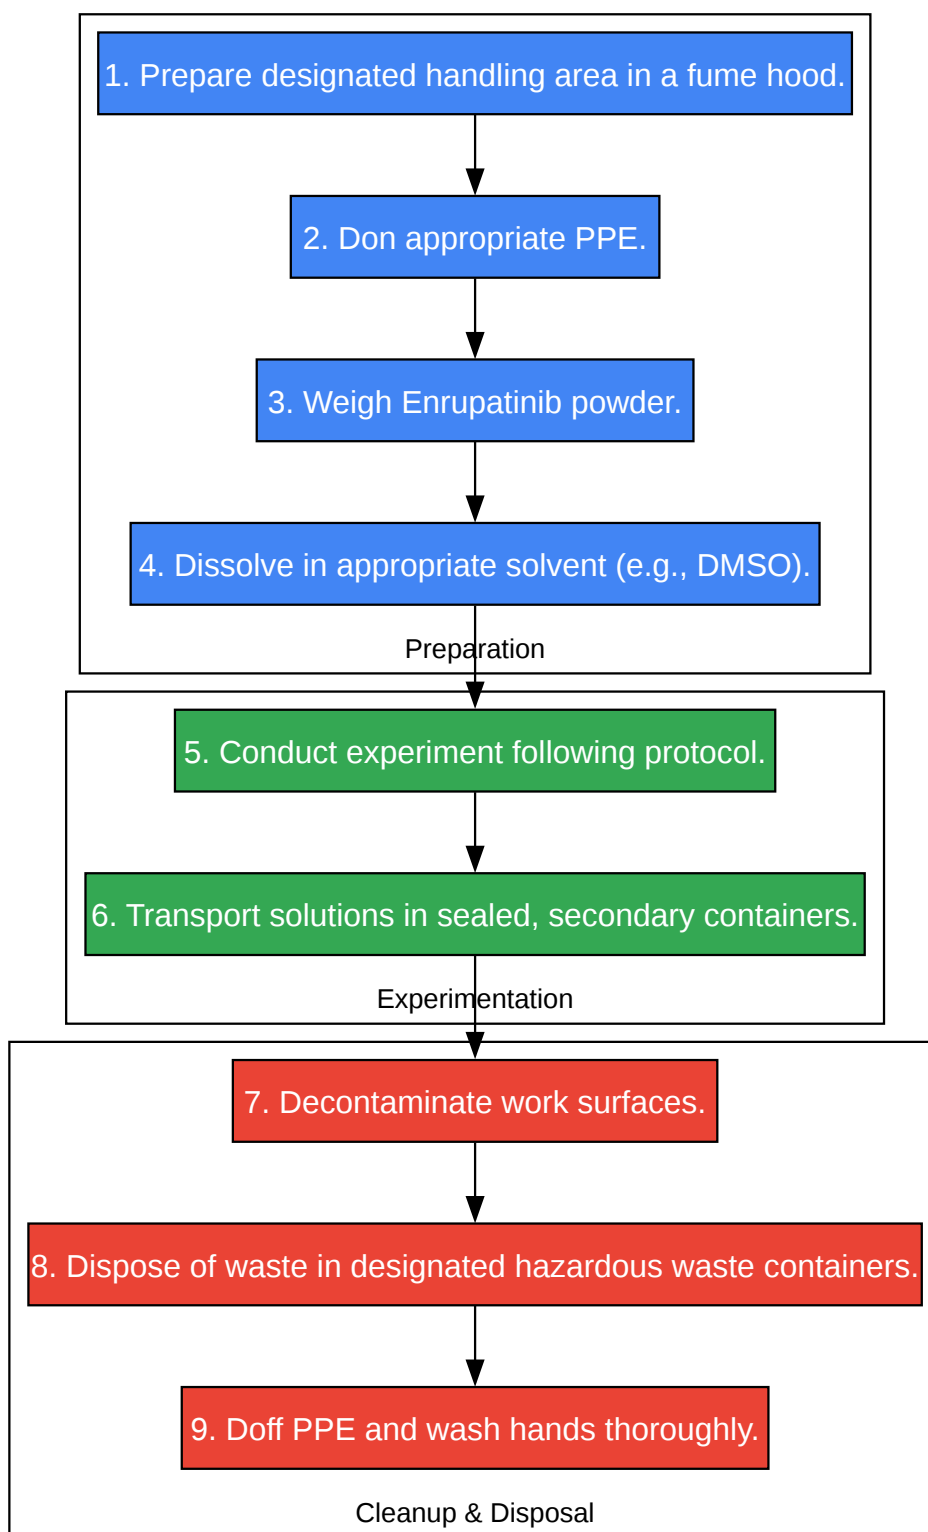 1. Prepare designated handling area in a fume hood.
2. Don appropriate PPE.
3. Weigh Enrupatinib powder.
4. Dissolve in appropriate solvent (e.g., DMSO).
Preparation
5. Conduct experiment following protocol.
6. Transport solutions in sealed, secondary containers.
Experimentation
7. Decontaminate work surfaces.
8. Dispose of waste in designated hazardous waste containers.
9. Doff PPE and wash hands thoroughly.
Cleanup & Disposal